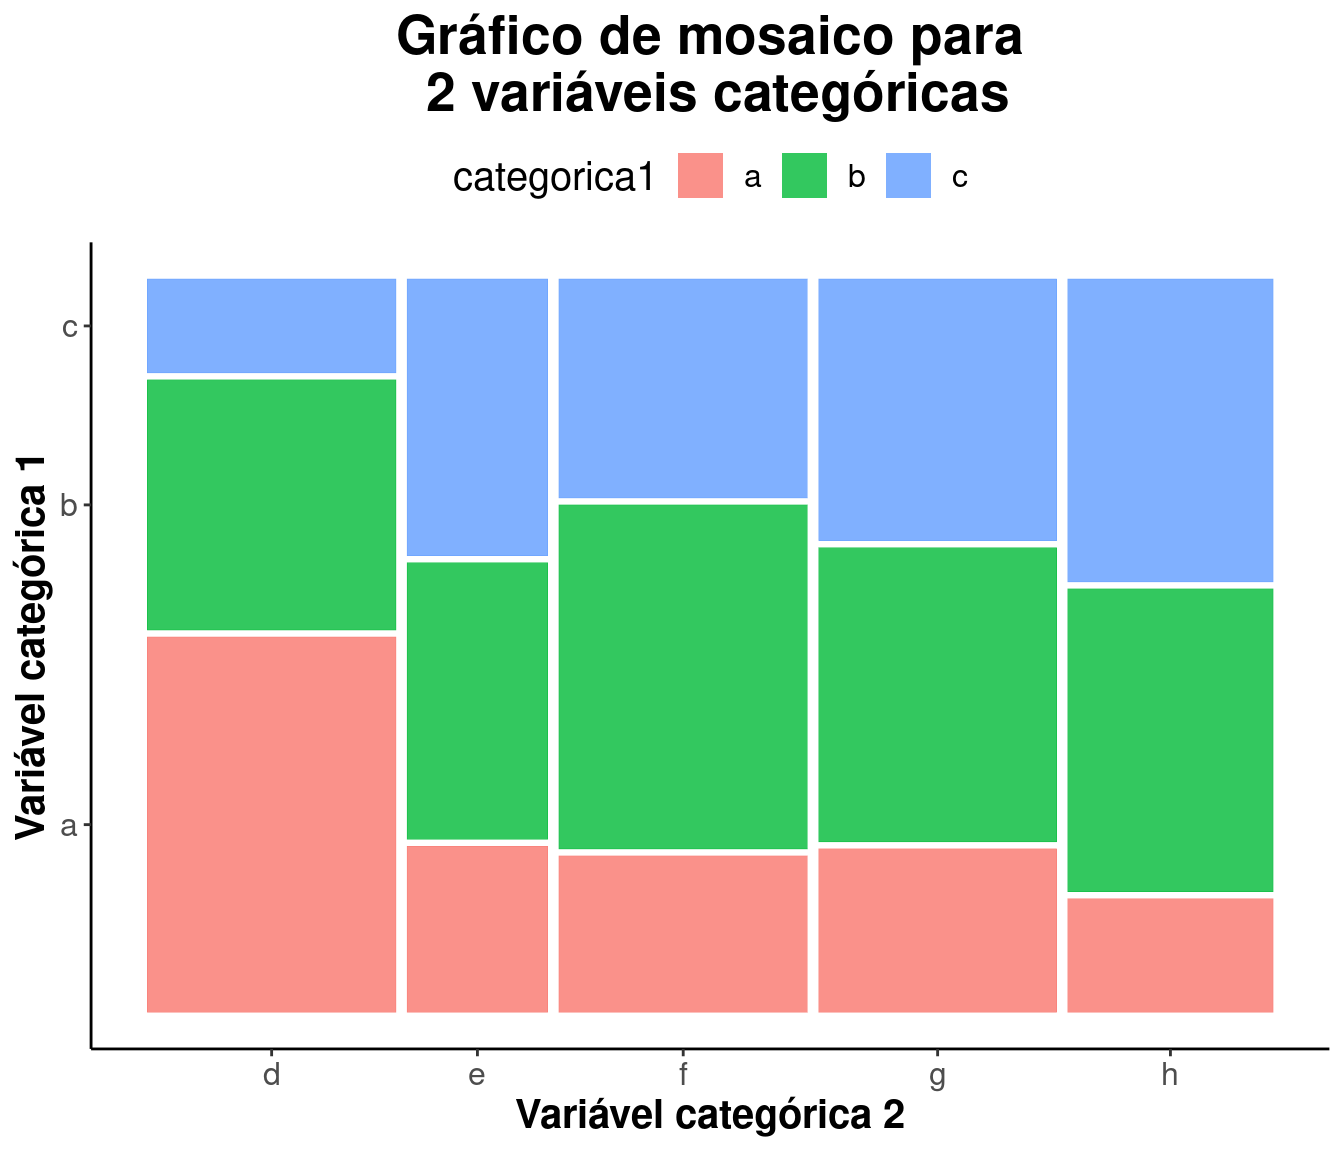 Gráfico de mosaico para
2 variáveis categóricas
categorica1 a b c
c
b
a
Variável categórica 1
d e f g h
Variável categórica 2